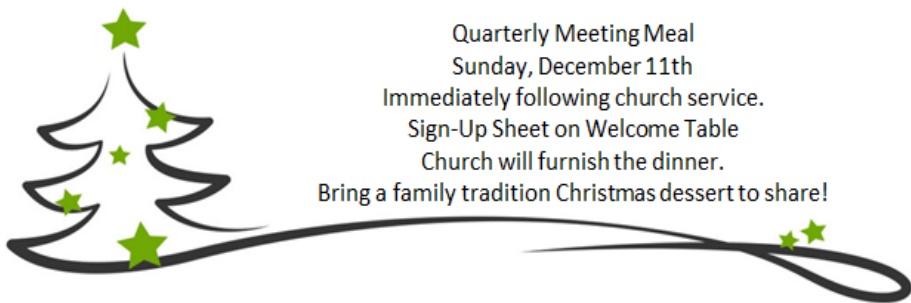 Quarterly Meeting Meal
Sunday, December 11th
Immediately following church service.
Sign-Up Sheet on Welcome Table
Church will furnish the dinner.
Bring a family tradition Christmas dessert to share!